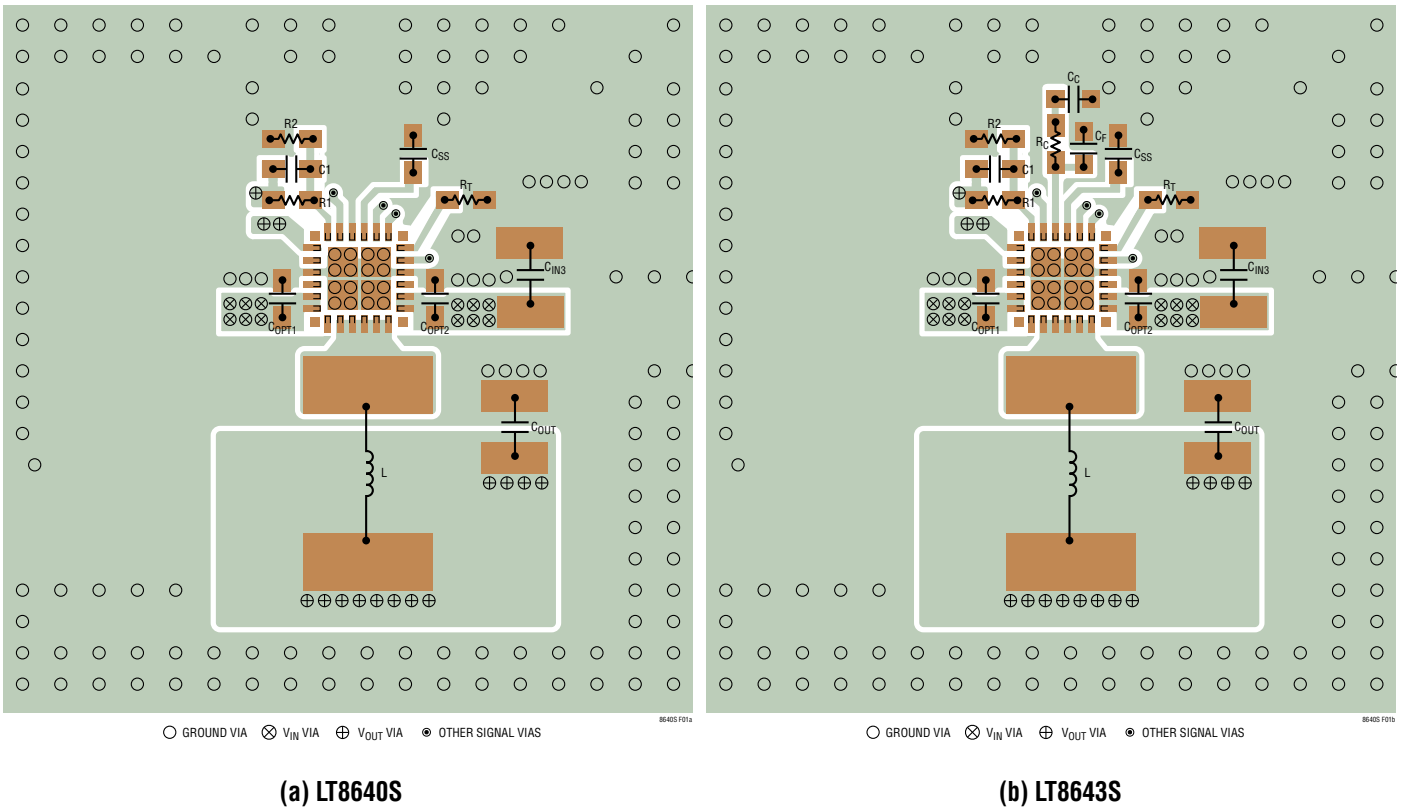 R2
C1
R1
CSS
RT
CIN3
COPT1
COPT2
COUT
L
8640S F01a
GROUND VIA VIN VIA VOUT VIA OTHER SIGNAL VIAS
(a) LT8640S
CC
R2
RC
CF
CSS
C1
R1
RT
CIN3
COPT1
COPT2
COUT
L
8640S F01b
GROUND VIA VIN VIA VOUT VIA OTHER SIGNAL VIAS
(b) LT8643S